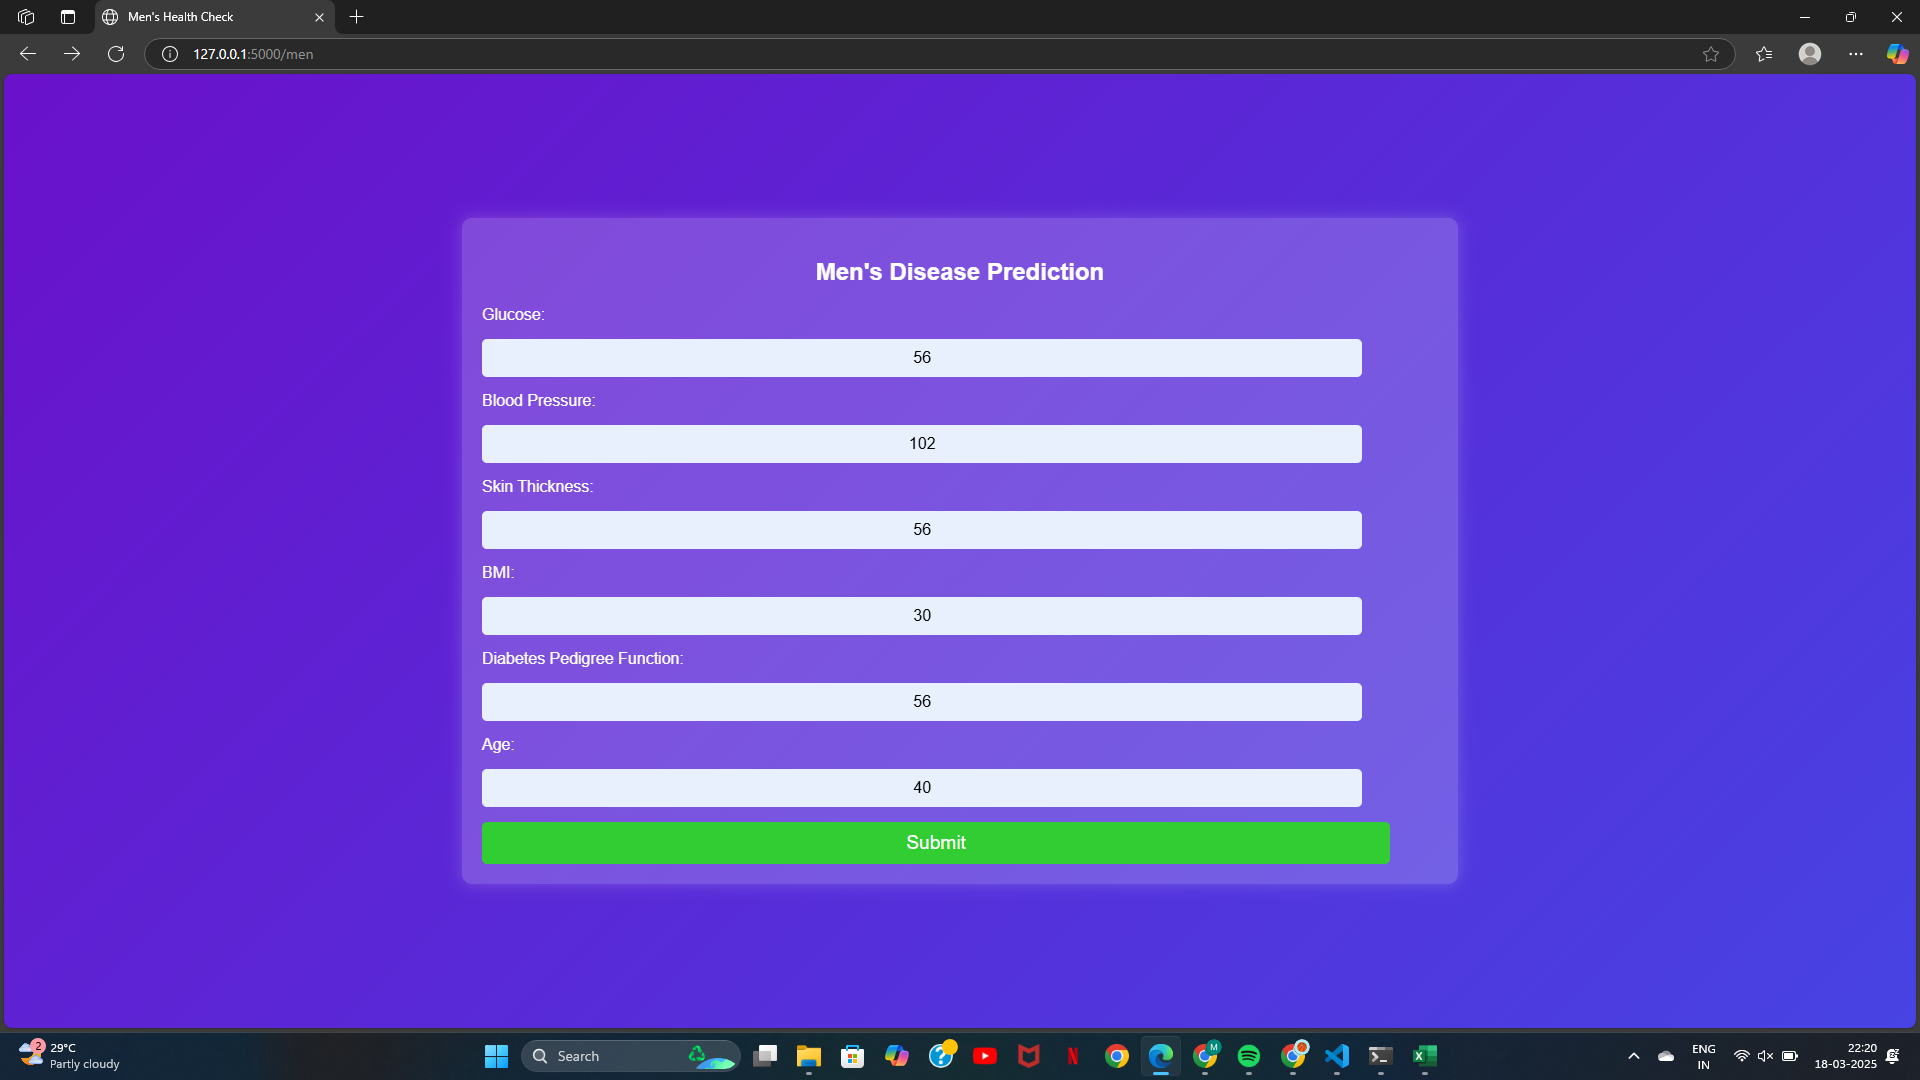 Men's Health Check
127.0.0.1:5000/men
Men's Disease Prediction
Glucose:
56
Blood Pressure:
102
Skin Thickness:
56
BMI:
30
Diabetes Pedigree Function:
56
Age:
40
Submit
2
29°C
Partly cloudy
Search
M
ENG
IN
22:20
18-03-2025